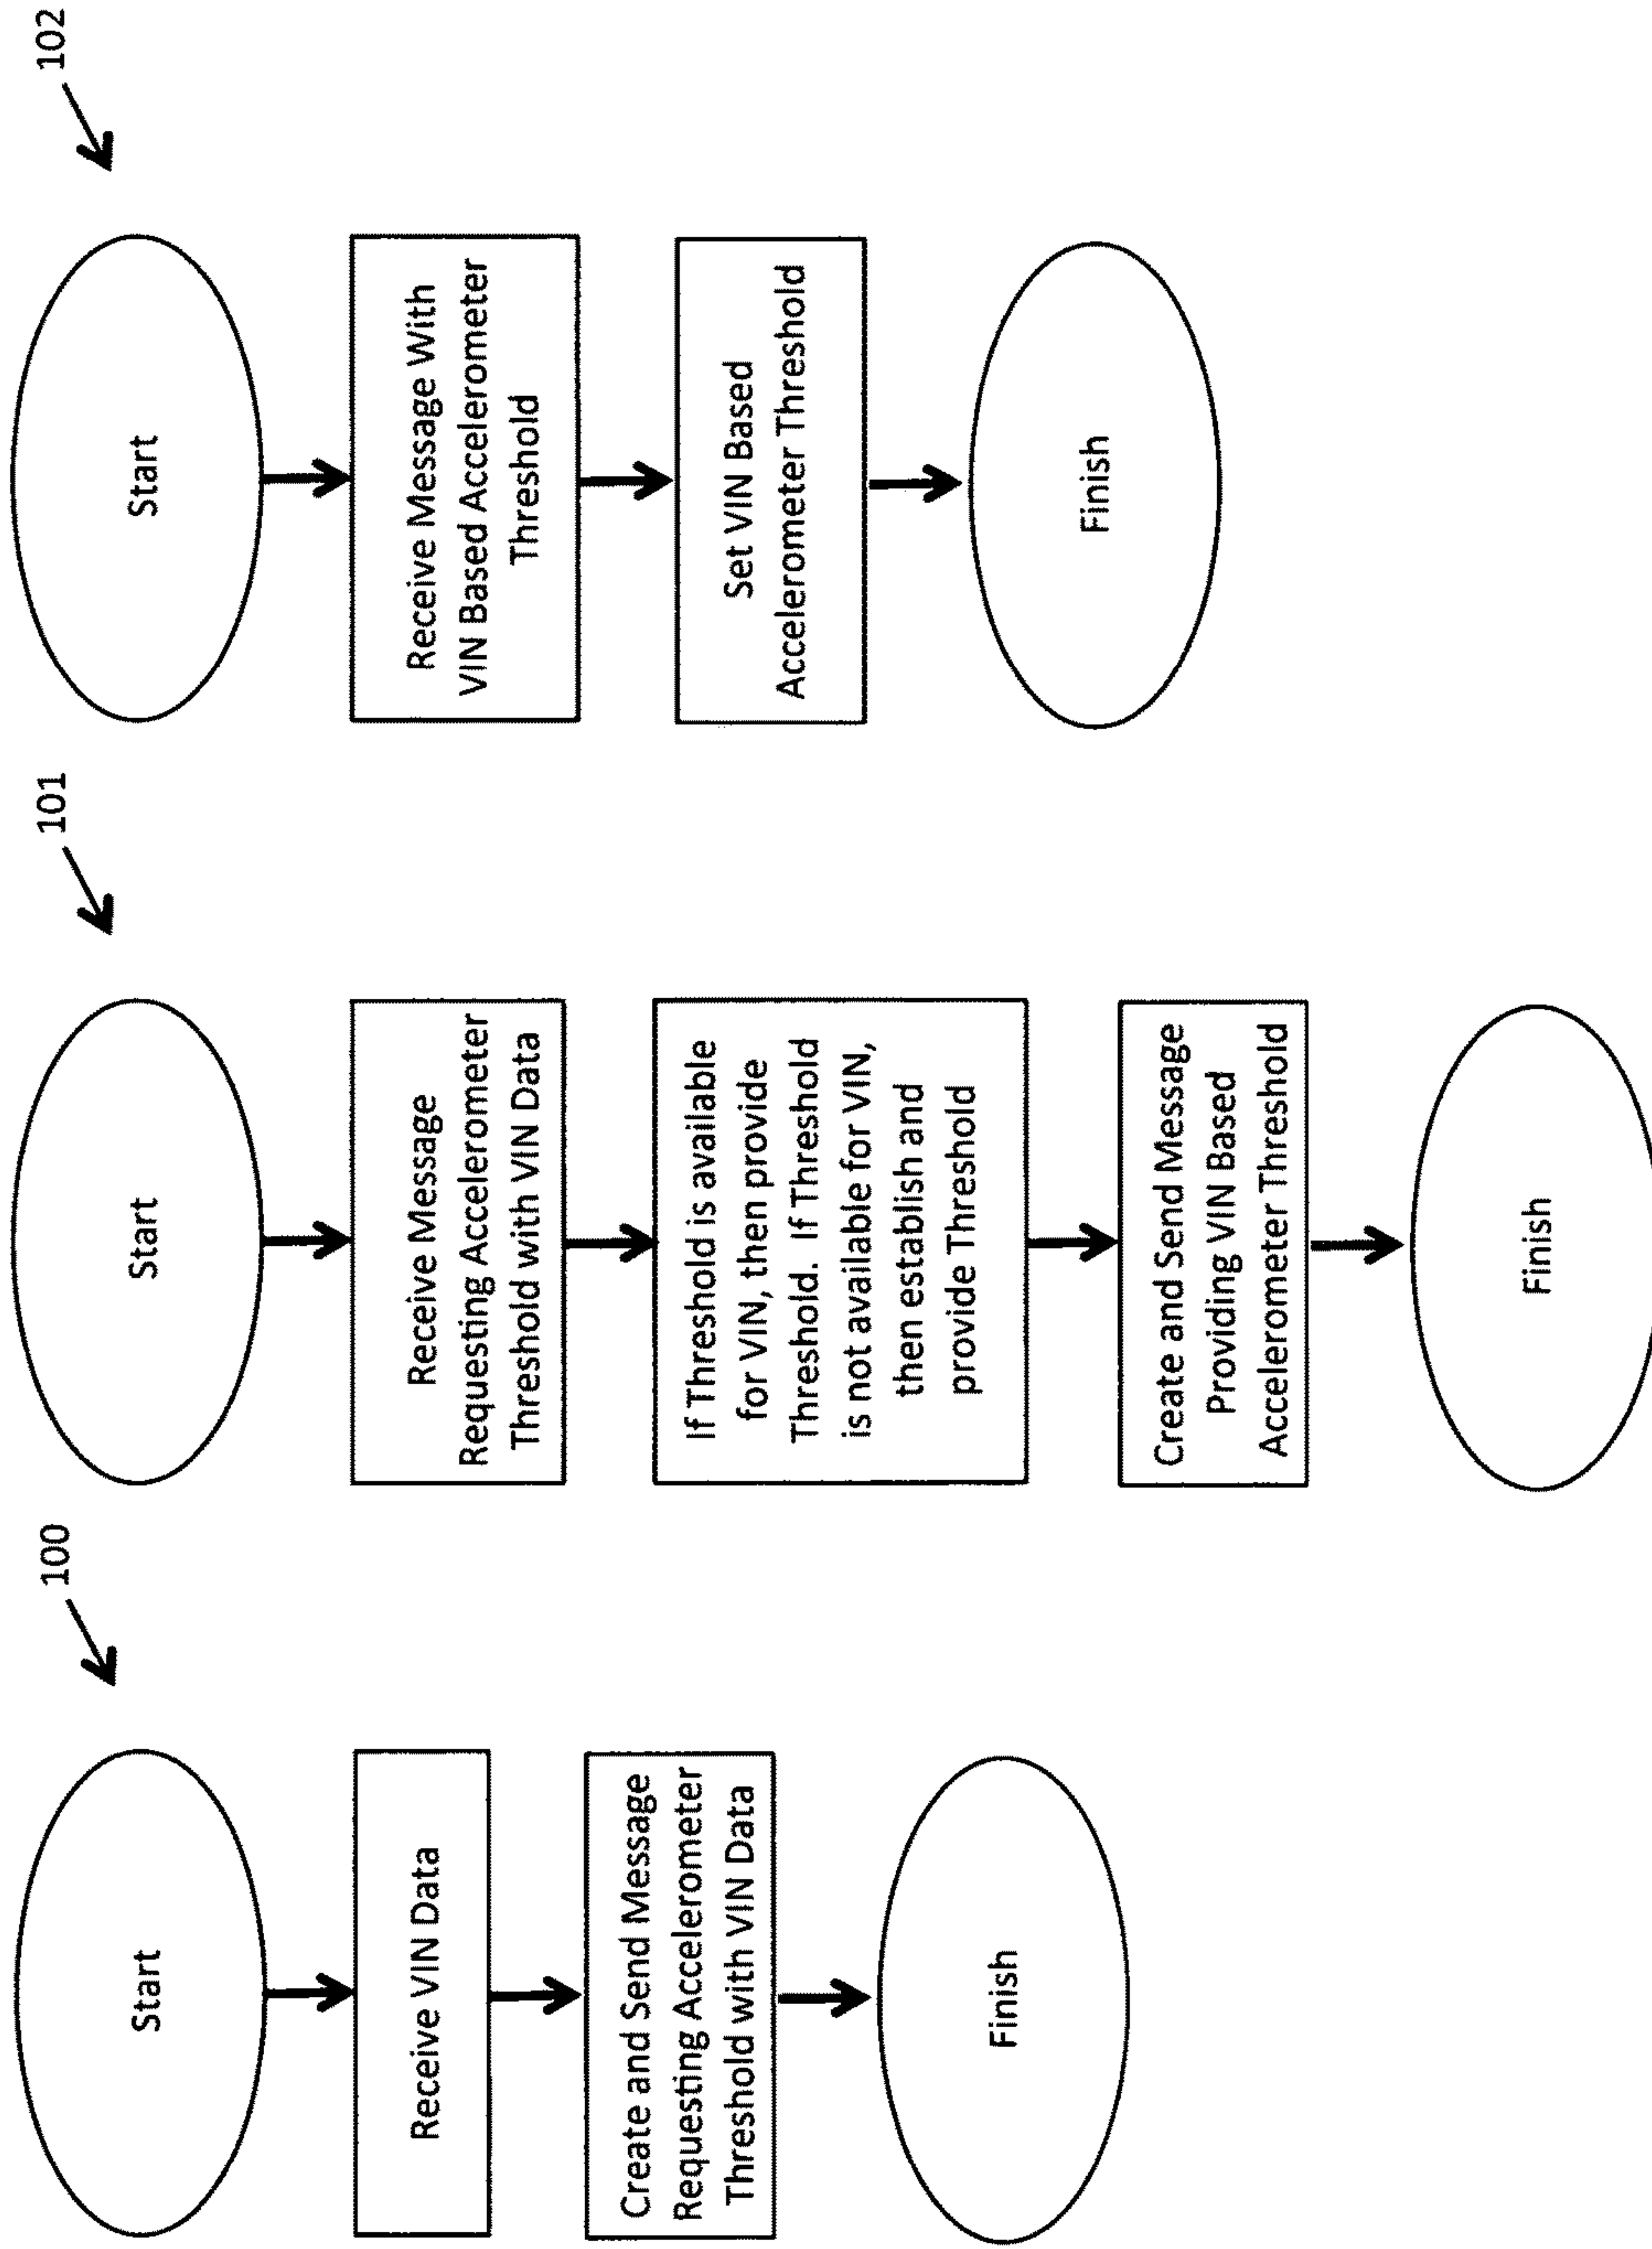 100
Start
Receive VIN Data
Create and Send Message
Requesting Accelerometer
Threshold with VIN Data
Finish
101
Start
Receive Message
Requesting Accelerometer
Threshold with VIN Data
If Threshold is available
for VIN, then provide
Threshold. If Threshold
is not available for VIN,
then establish and
provide Threshold
Create and Send Message
Providing VIN Based
Accelerometer Threshold
Finish
102
Start
Receive Message With
VIN Based Accelerometer
Threshold
Set VIN Based
Accelerometer Threshold
Finish